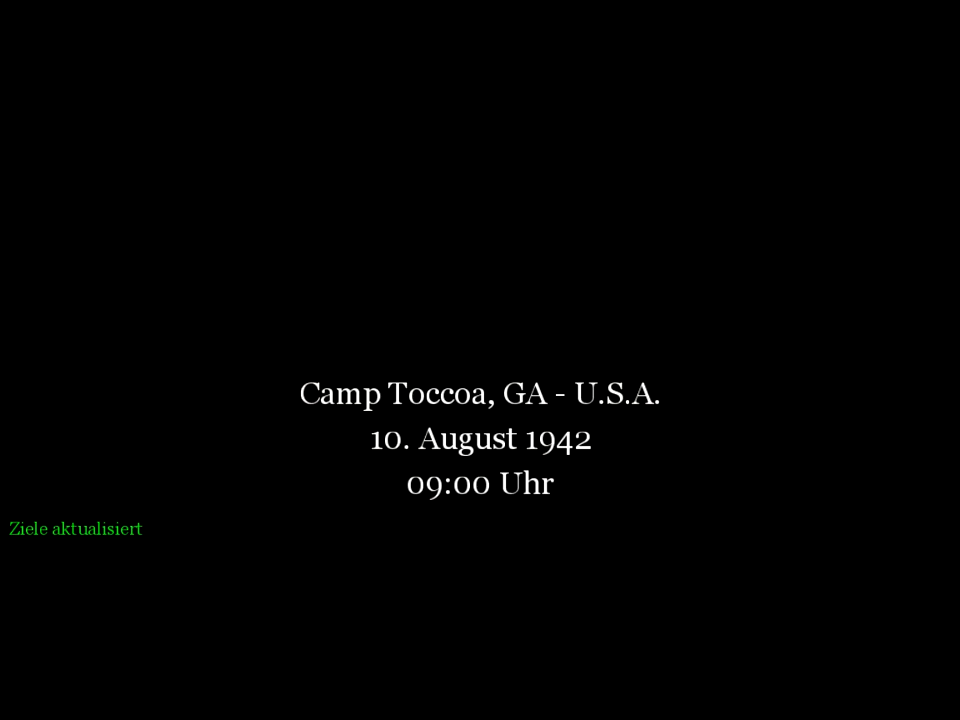 Camp Toccoa, GA - U.S.A.
10. August 1942
09:00 Uhr
Ziele aktualisiert